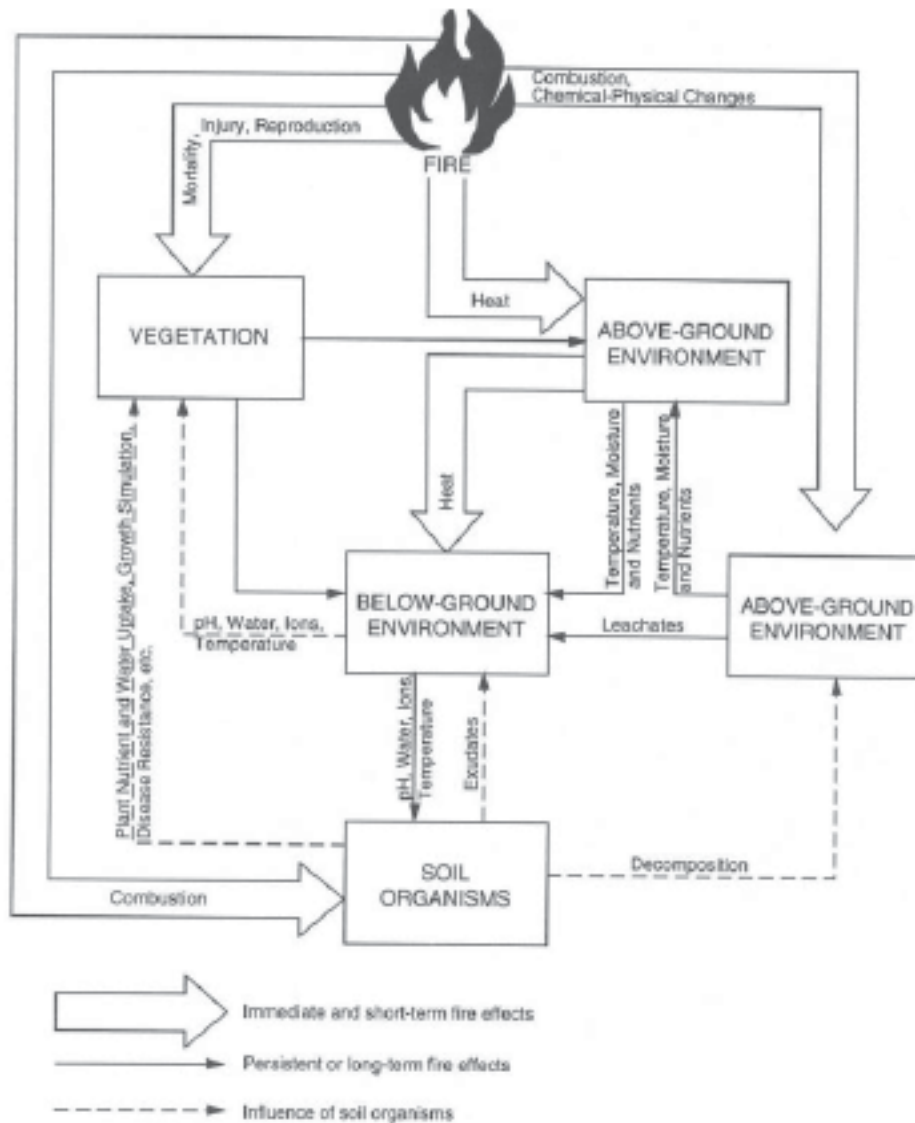 Combustion,
Chemical-Physical Changes
Mortality,
Injury, Reproduction
FIRE
Heat
VEGETATION
ABOVE-GROUND
ENVIRONMENT
Heat
Temperature, Moisture
and Nutrients
Temperature, Moisture
and Nutrients
Plant Nutrient and Water Uptake, Growth Simulation,
Disease Resistance, etc.
pH, Water, Ions,
Temperature
BELOW-GROUND
ENVIRONMENT
Leachates
ABOVE-GROUND
ENVIRONMENT
pH, Water, Ions,
Temperature
Exudates
Combustion
SOIL
ORGANISMS
Decomposition
Immediate and short-term fire effects
Persistent or long-term fire effects
Influence of soil organisms